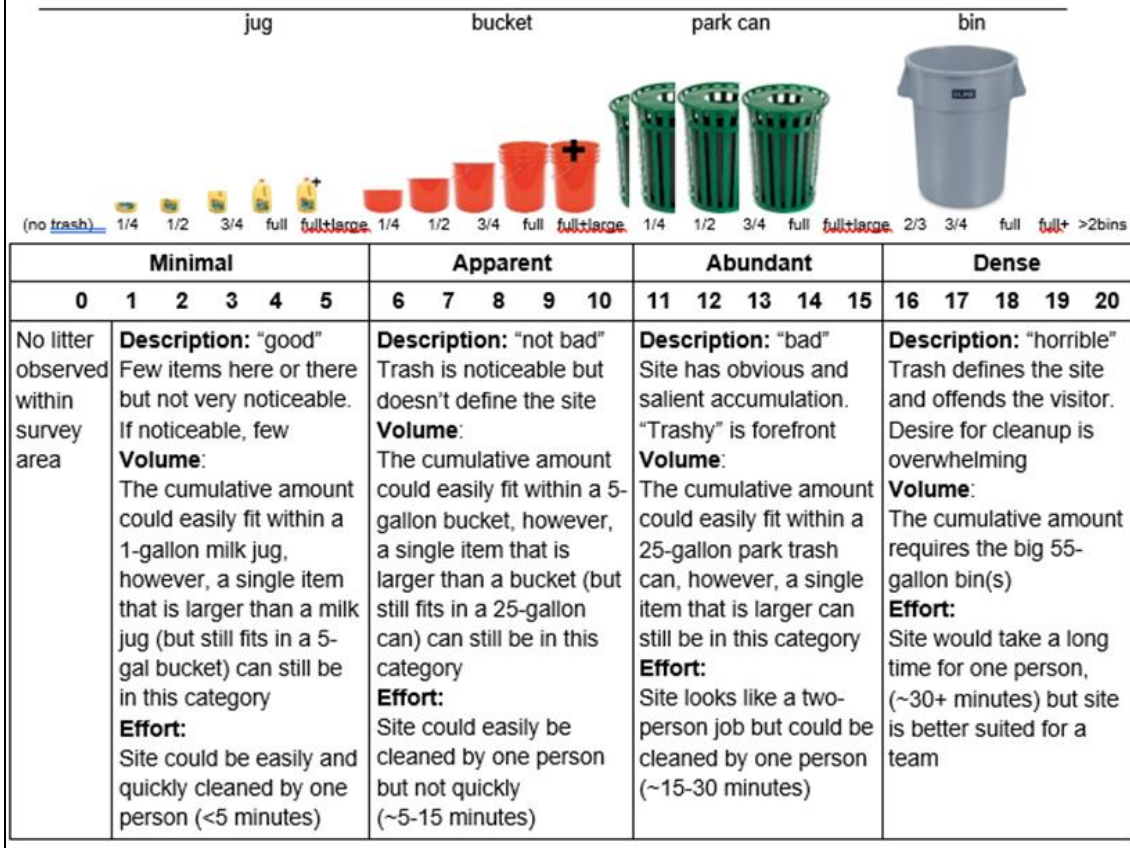 jug bucket park can bin
(no trash) 1/4 1/2 3/4 full full+large 1/4 1/2 3/4 full full+large 1/4 1/2 3/4 full full+large 2/3 3/4 full full+ >2bins
Minimal Apparent Abundant Dense
0 1 2 3 4 5 6 7 8 9 10 11 12 13 14 15 16 17 18 19 20
No litter
observed
within
survey
area
Description: “good”
Few items here or there
but not very noticeable.
If noticeable, few
Volume:
The cumulative amount
could easily fit within a
1-gallon milk jug,
however, a single item
that is larger than a milk
jug (but still fits in a 5-
gal bucket) can still be
in this category
Effort:
Site could be easily and
quickly cleaned by one
person (<5 minutes)
Description: “not bad”
Trash is noticeable but
doesn’t define the site
Volume:
The cumulative amount
could easily fit within a 5-
gallon bucket, however,
a single item that is
larger than a bucket (but
still fits in a 25-gallon
can) can still be in this
category
Effort:
Site could easily be
cleaned by one person
but not quickly
(~5-15 minutes)
Description: “bad”
Site has obvious and
salient accumulation.
“Trashy” is forefront
Volume:
The cumulative amount
could easily fit within a
25-gallon park trash
can, however, a single
item that is larger can
still be in this category
Effort:
Site looks like a two-
person job but could be
cleaned by one person
(~15-30 minutes)
Description: “horrible”
Trash defines the site
and offends the visitor.
Desire for cleanup is
overwhelming
Volume:
The cumulative amount
requires the big 55-
gallon bin(s)
Effort:
Site would take a long
time for one person,
(~30+ minutes) but site
is better suited for a
team